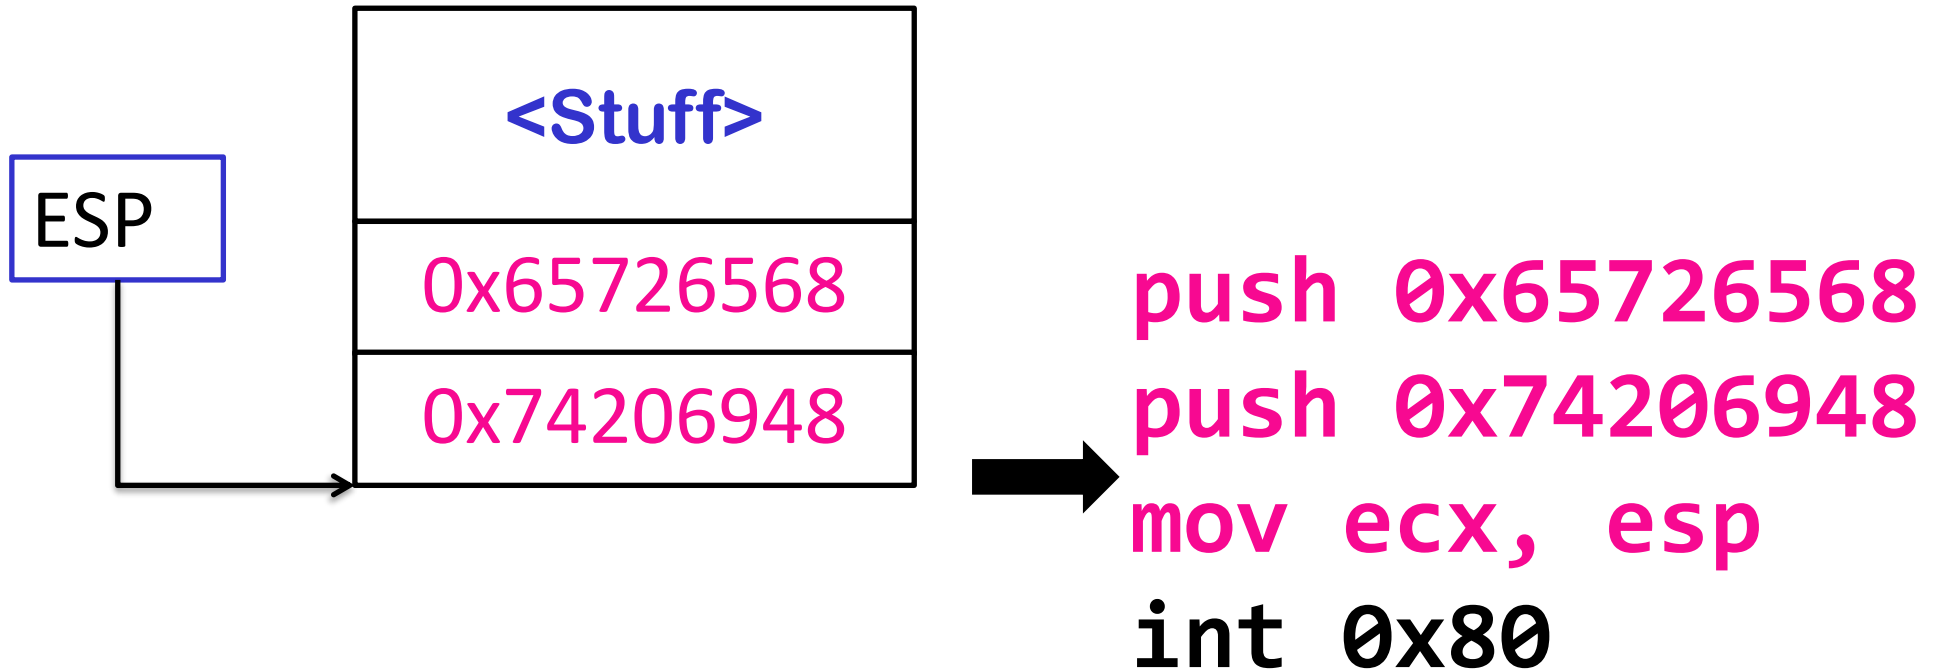 <Stuff>
ESP
0x65726568
0x74206948
push 0x65726568
push 0x74206948
mov ecx, esp
int 0x80